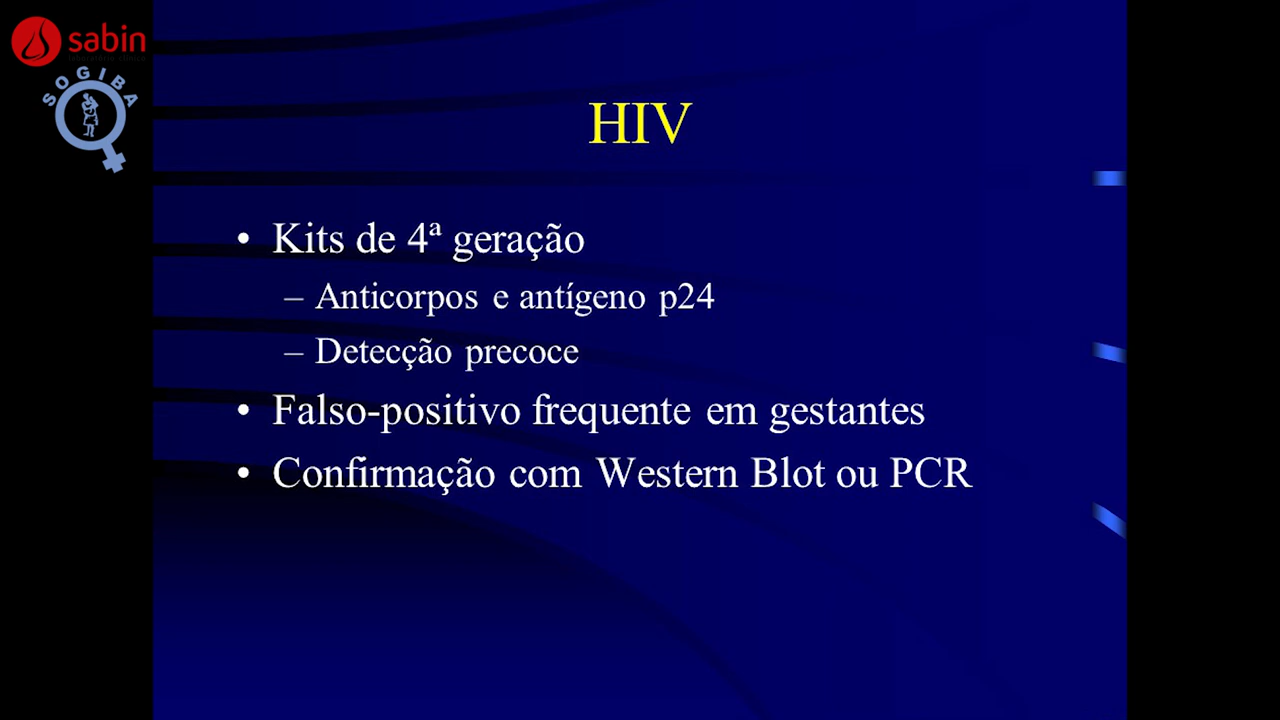 sabin
SOGIBA
HIV
• Kits de 4ª geração
– Anticorpos e antígeno p24
– Detecção precoce
• Falso-positivo frequente em gestantes
• Confirmação com Western Blot ou PCR